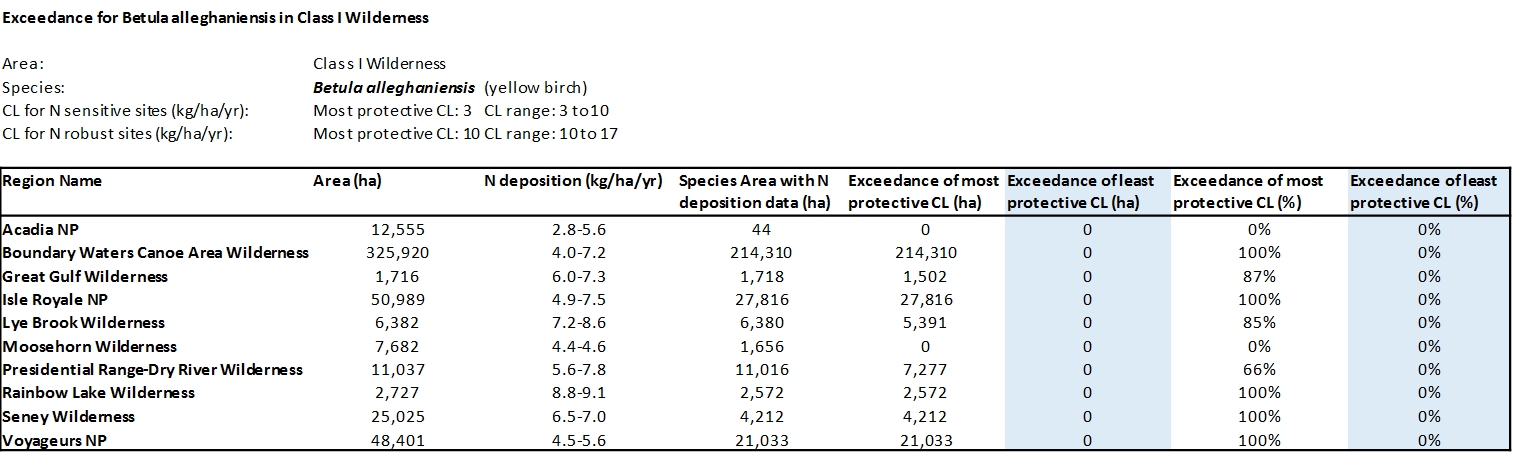 Exceedance for Betula alleghaniensis in Class I Wilderness
Area: Class I Wilderness
Species: Betula alleghaniensis (yellow birch)
CL for N sensitive sites (kg/ha/yr): Most protective CL: 3 CL range: 3 to10
CL for N robust sites (kg/ha/yr): Most protective CL: 10 CL range: 10 to 17
Region Name Area (ha) N deposition (kg/ha/yr) Species Area with N Exceedance of most Exceedance of least Exceedance of most Exceedance of least
deposition data (ha) protective CL (ha) protective CL (ha) protective CL (%) protective CL (%)
Acadia NP 12,555 2.8-5.6 44 0 0 0% 0%
Boundary Waters Canoe Area Wilderness 325,920 4.0-7.2 214,310 214,310 0 100% 0%
Great Gulf Wilderness 1,716 6.0-7.3 1,718 1,502 0 87% 0%
Isle Royale NP 50,989 4.9-7.5 27,816 27,816 0 100% 0%
Lye Brook Wilderness 6,382 7.2-8.6 6,380 5,391 0 85% 0%
Moosehorn Wilderness 7,682 4.4-4.6 1,656 0 0 0% 0%
Presidential Range-Dry River Wilderness 11,037 5.6-7.8 11,016 7,277 0 66% 0%
Rainbow Lake Wilderness 2,727 8.8-9.1 2,572 2,572 0 100% 0%
Seney Wilderness 25,025 6.5-7.0 4,212 4,212 0 100% 0%
Voyageurs NP 48,401 4.5-5.6 21,033 21,033 0 100% 0%